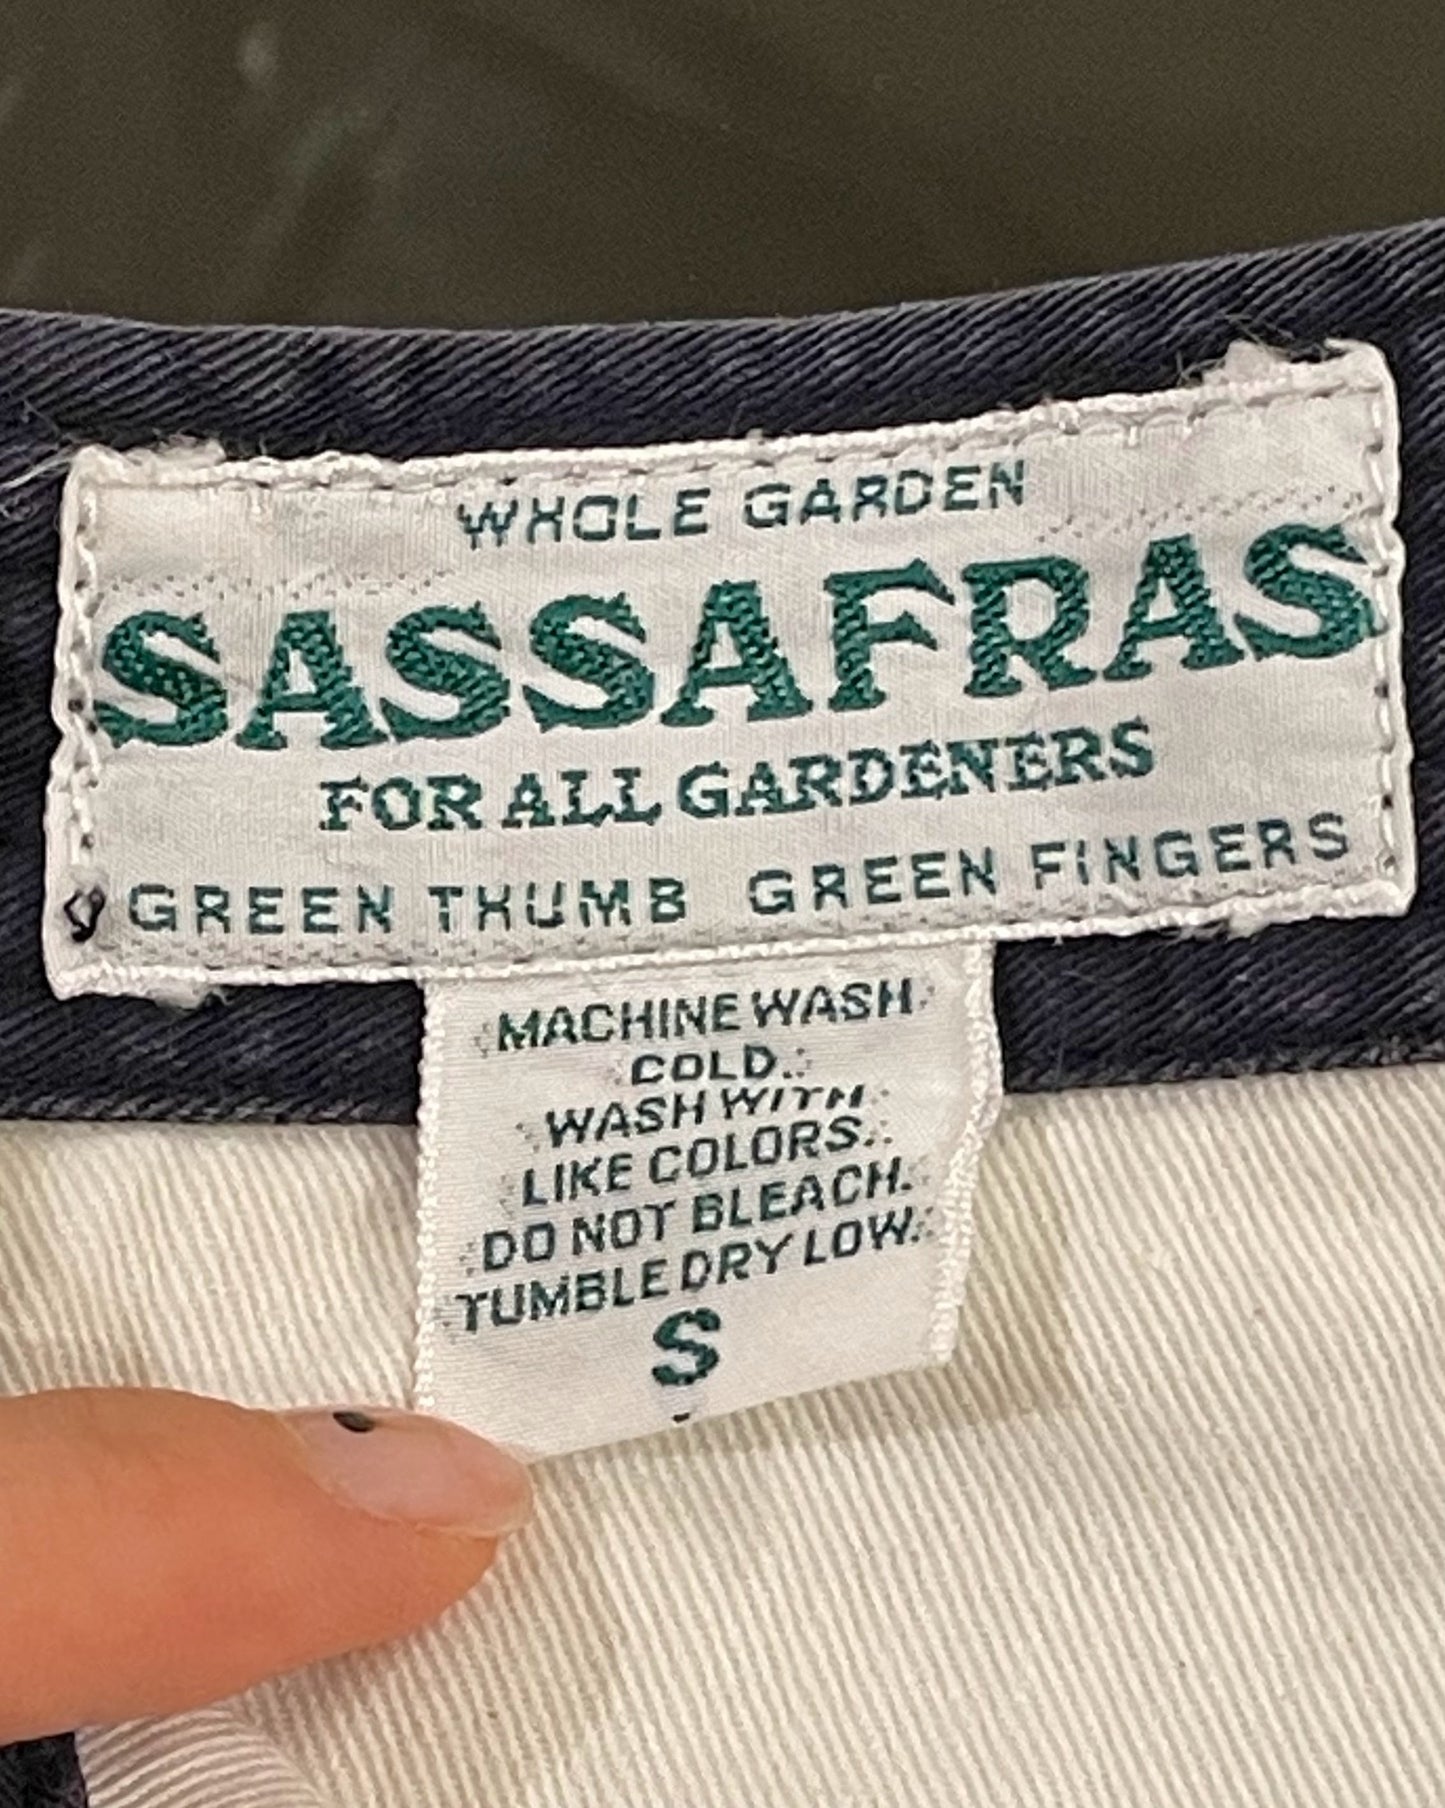 WHOLE GARDEN
SASSAFRAS
FOR ALL GARDENERS
GREEN THUMB GREEN FINGERS
MACHINE WASH
COLD.
WASH WITH
LIKE COLORS.
DO NOT BLEACH.
TUMBLE DRY LOW.
S